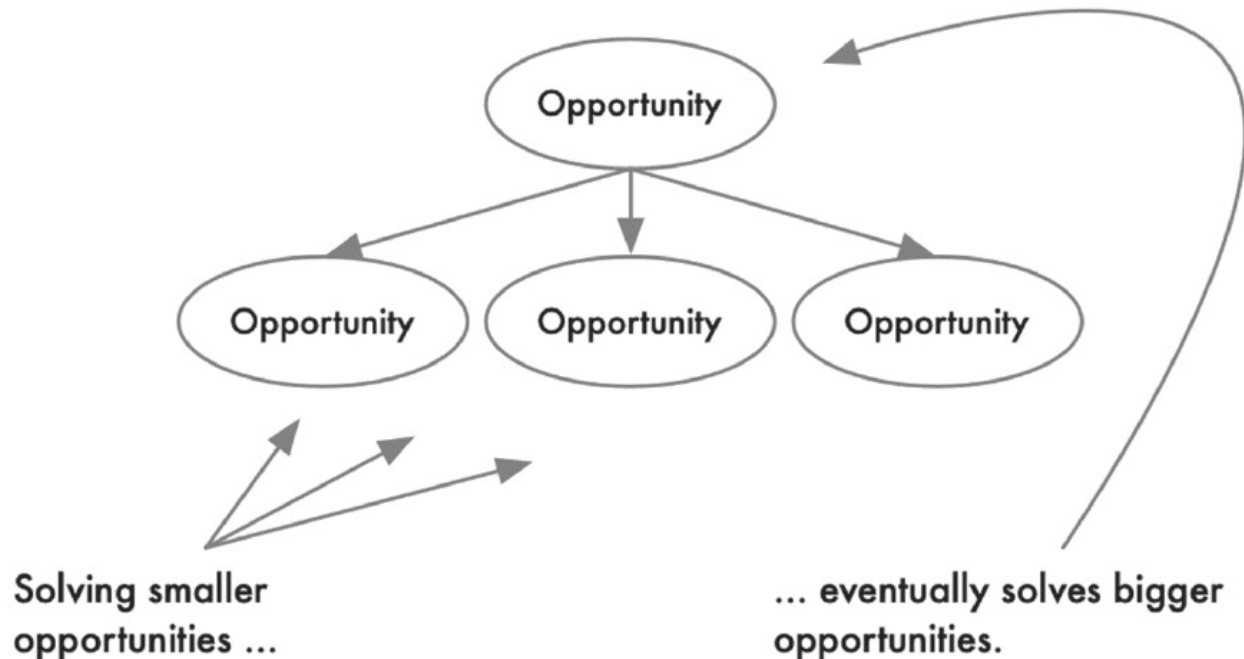 Opportunity
Opportunity
Opportunity
Opportunity
Solving smaller
opportunities ...
... eventually solves bigger
opportunities.